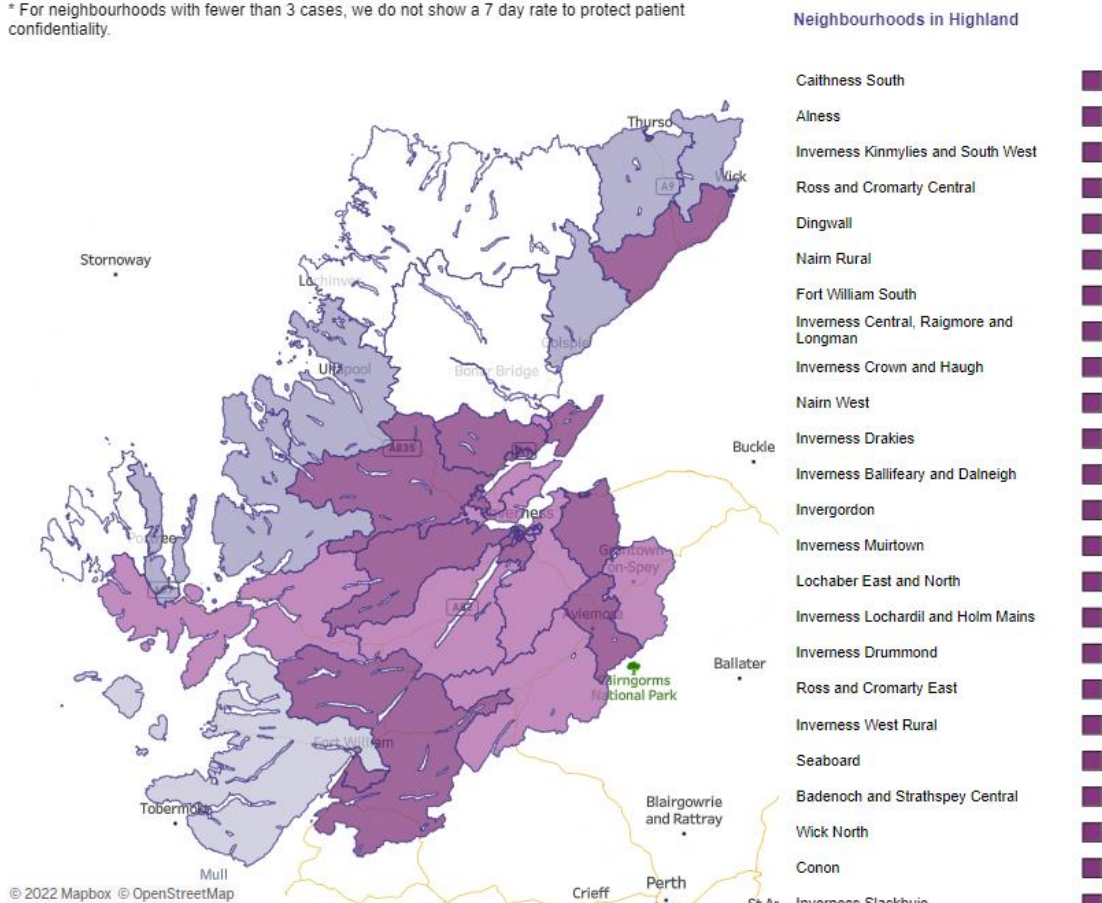 * For neighbourhoods with fewer than 3 cases, we do not show a 7 day rate to protect patient
confidentiality.
Neighbourhoods in Highland
Caithness South
Alness
Inverness Kinmylies and South West
Ross and Cromarty Central
Dingwall
Nairn Rural
Fort William South
Inverness Central, Raigmore and
Longman
Inverness Crown and Haugh
Nairn West
Inverness Drakies
Inverness Ballifeary and Dalneigh
Invergordon
Inverness Muirtown
Lochaber East and North
Inverness Lochardil and Holm Mains
Inverness Drummond
Ross and Cromarty East
Inverness West Rural
Seaboard
Badenoch and Strathspey Central
Wick North
Conon
Thurso
A9
Wick
Stornoway
Lochinver
Golspie
Ullapool
Bonar Bridge
A835
Buckle
Inverness
Grantown
-on-Spey
A82
Aviemore
Ballater
Cairngorms
National Park
Fort William
Tobermory
Blairgowrie
and Rattray
Mull
Crieff
Perth
© 2022 Mapbox © OpenStreetMap